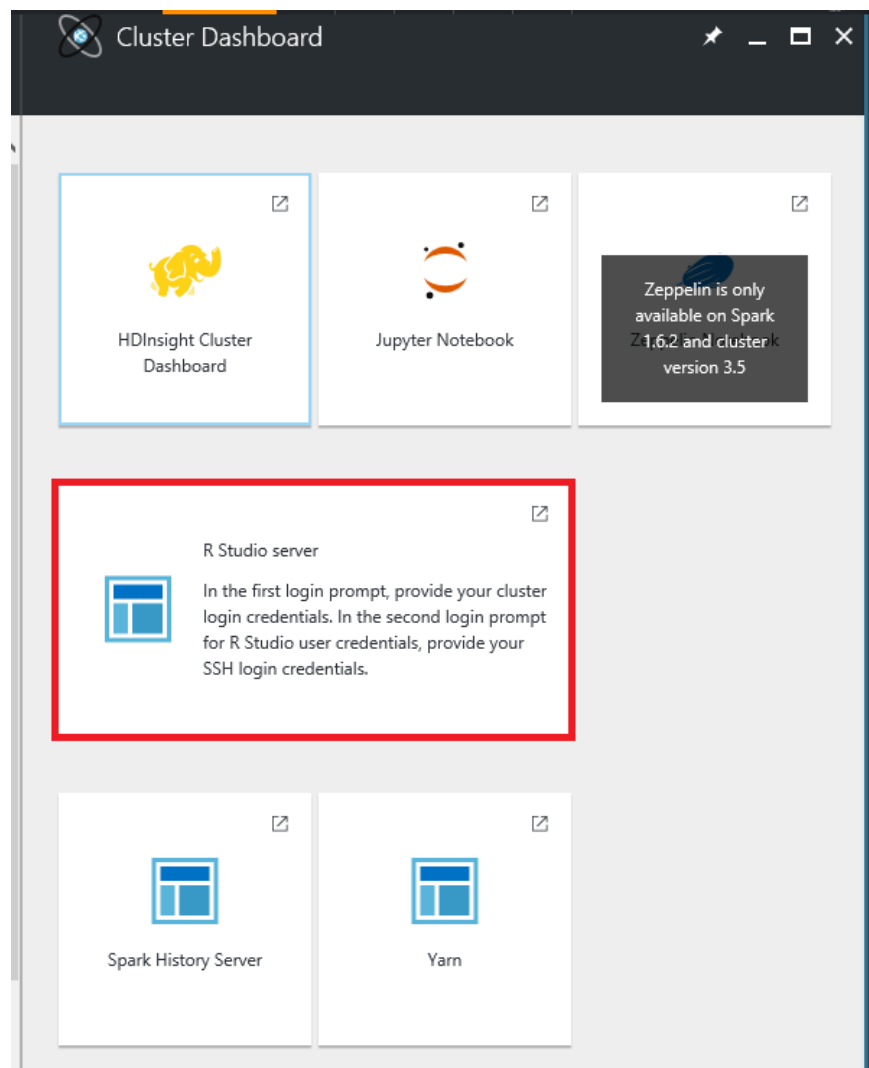 Cluster Dashboard
HDInsight Cluster
Dashboard
Jupyter Notebook
Zeppelin is only
available on Spark
1.6.2 and cluster
version 3.5
R Studio server
In the first login prompt, provide your cluster
login credentials. In the second login prompt
for R Studio user credentials, provide your
SSH login credentials.
Spark History Server
Yarn